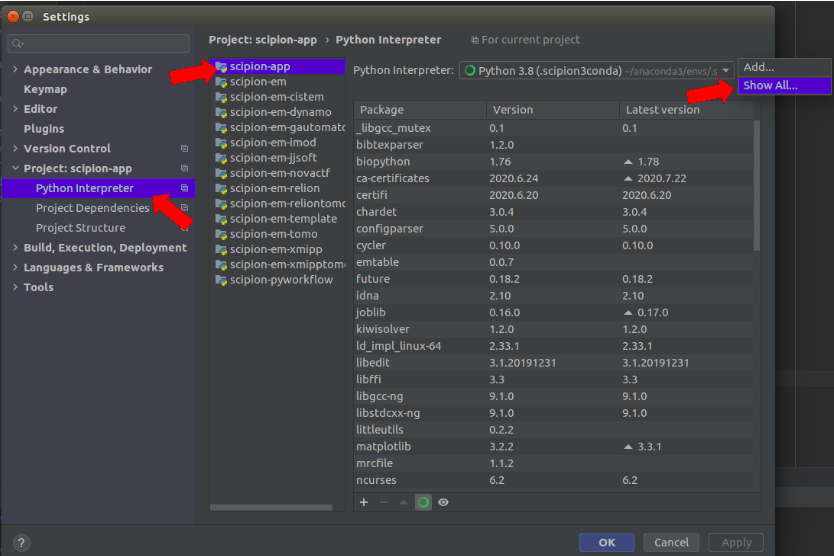 Settings
Project: scipion-app › Python Interpreter For current project
Appearance & Behavior
Keymap
Editor
Plugins
Version Control
Project: scipion-app
Python Interpreter
Project Dependencies
Project Structure
Build, Execution, Deployment
Languages & Frameworks
Tools
scipion-app
scipion-em
scipion-em-cistem
scipion-em-dynamo
scipion-em-gautomatc
scipion-em-imod
scipion-em-jjsoft
scipion-em-novactf
scipion-em-relion
scipion-em-reliontomo
scipion-em-template
scipion-em-tomo
scipion-em-xmipp
scipion-em-xmipptomo
scipion-pyworkflow
Python Interpreter: Python 3.8 (.scipion3conda) ~/anaconda3/envs/.s
Add...
Show All...
Package Version Latest version
_libgcc_mutex 0.1 0.1
bibtexparser 1.2.0
biopython 1.76 ▲ 1.78
ca-certificates 2020.6.24 ▲ 2020.7.22
certifi 2020.6.20 2020.6.20
chardet 3.0.4 3.0.4
configparser 5.0.0 5.0.0
cycler 0.10.0 0.10.0
emtable 0.0.7
future 0.18.2 0.18.2
idna 2.10 2.10
joblib 0.16.0 ▲ 0.17.0
kiwisolver 1.2.0 1.2.0
ld_impl_linux-64 2.33.1 2.33.1
libedit 3.1.20191231 3.1.20191231
libffi 3.3 3.3
libgcc-ng 9.1.0 9.1.0
libstdcxx-ng 9.1.0 9.1.0
littleutils 0.2.2
matplotlib 3.2.2 ▲ 3.3.1
mrcfile 1.1.2
ncurses 6.2 6.2
? OK Cancel Apply